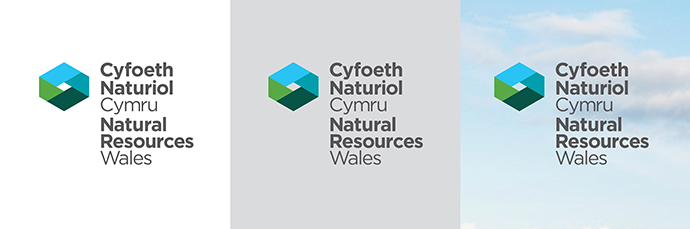 Cyfoeth
Naturiol
Cymru
Natural
Resources
Wales
Cyfoeth
Naturiol
Cymru
Natural
Resources
Wales
Cyfoeth
Naturiol
Cymru
Natural
Resources
Wales